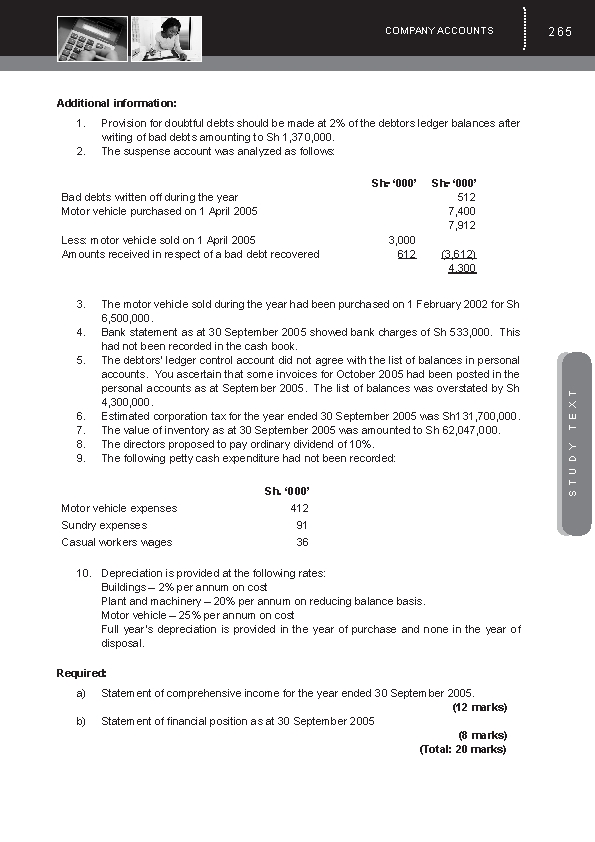 COMPANY ACCOUNTS 265
Additional information:
1. Provision for doubtful debts should be made at 2% of the debtors ledger balances after
writing of bad debts amounting to Sh 1,370,000.
2. The suspense account was analyzed as follows:
Sh- ‘000’ Sh- ‘000’
Bad debts written off during the year 512
Motor vehicle purchased on 1 April 2005 7,400
7,912
Less: motor vehicle sold on 1 April 2005 3,000
Amounts received in respect of a bad debt recovered 612 (3,612)
4,300
3. The motor vehicle sold during the year had been purchased on 1 February 2002 for Sh
6,500,000.
4. Bank statement as at 30 September 2005 showed bank charges of Sh 533,000. This
had not been recorded in the cash book.
5. The debtors’ ledger control account did not agree with the list of balances in personal
accounts. You ascertain that some invoices for October 2005 had been posted in the
personal accounts as at September 2005. The list of balances was overstated by Sh
4,300,000.
6. Estimated corporation tax for the year ended 30 September 2005 was Sh131,700,000.
7. The value of inventory as at 30 September 2005 was amounted to Sh 62,047,000.
8. The directors proposed to pay ordinary dividend of 10%.
9. The following petty cash expenditure had not been recorded:
Sh. ‘000’
Motor vehicle expenses 412
Sundry expenses 91
Casual workers wages 36
10. Depreciation is provided at the following rates:
Buildings – 2% per annum on cost
Plant and machinery – 20% per annum on reducing balance basis.
Motor vehicle – 25% per annum on cost
Full year’s depreciation is provided in the year of purchase and none in the year of
disposal.
Required:
a) Statement of comprehensive income for the year ended 30 September 2005.
(12 marks)
b) Statement of financial position as at 30 September 2005
(8 marks)
(Total: 20 marks)
STUDY TEXT